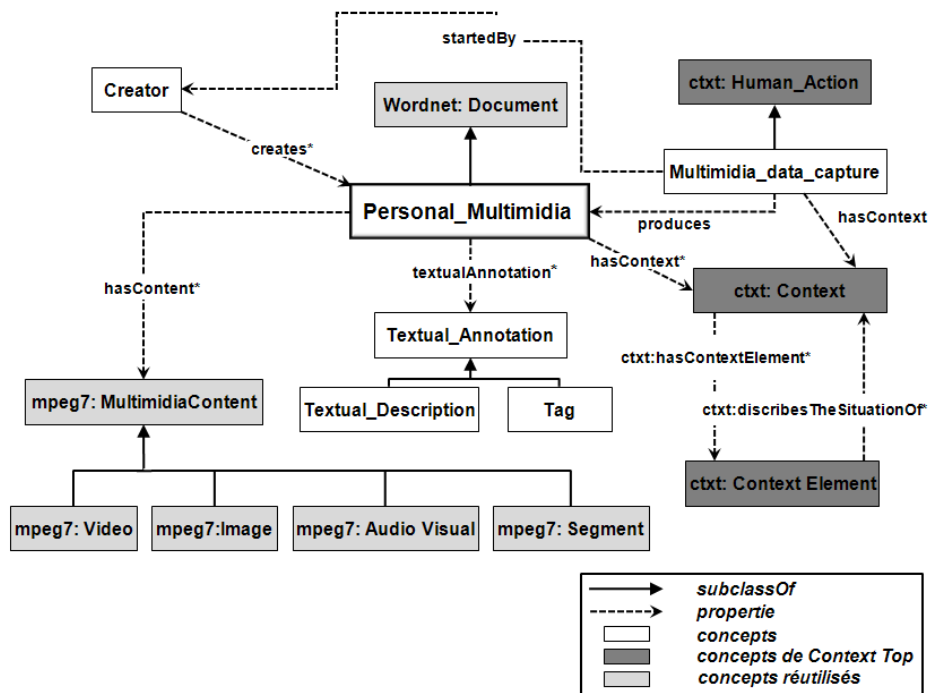 startedBy
Creator
Wordnet: Document
ctxt: Human_Action
creates*
Multimidia_data_capture
Personal_Multimidia
produces
hasContext
hasContent*
textualAnnotation*
hasContext*
ctxt: Context
Textual_Annotation
ctxt:hasContextElement*
mpeg7: MultimidiaContent
Textual_Description
Tag
ctxt:discribesTheSituationOf*
ctxt: Context Element
mpeg7: Video
mpeg7:Image
mpeg7: Audio Visual
mpeg7: Segment
subclassOf
propertie
concepts
concepts de Context Top
concepts réutilisés